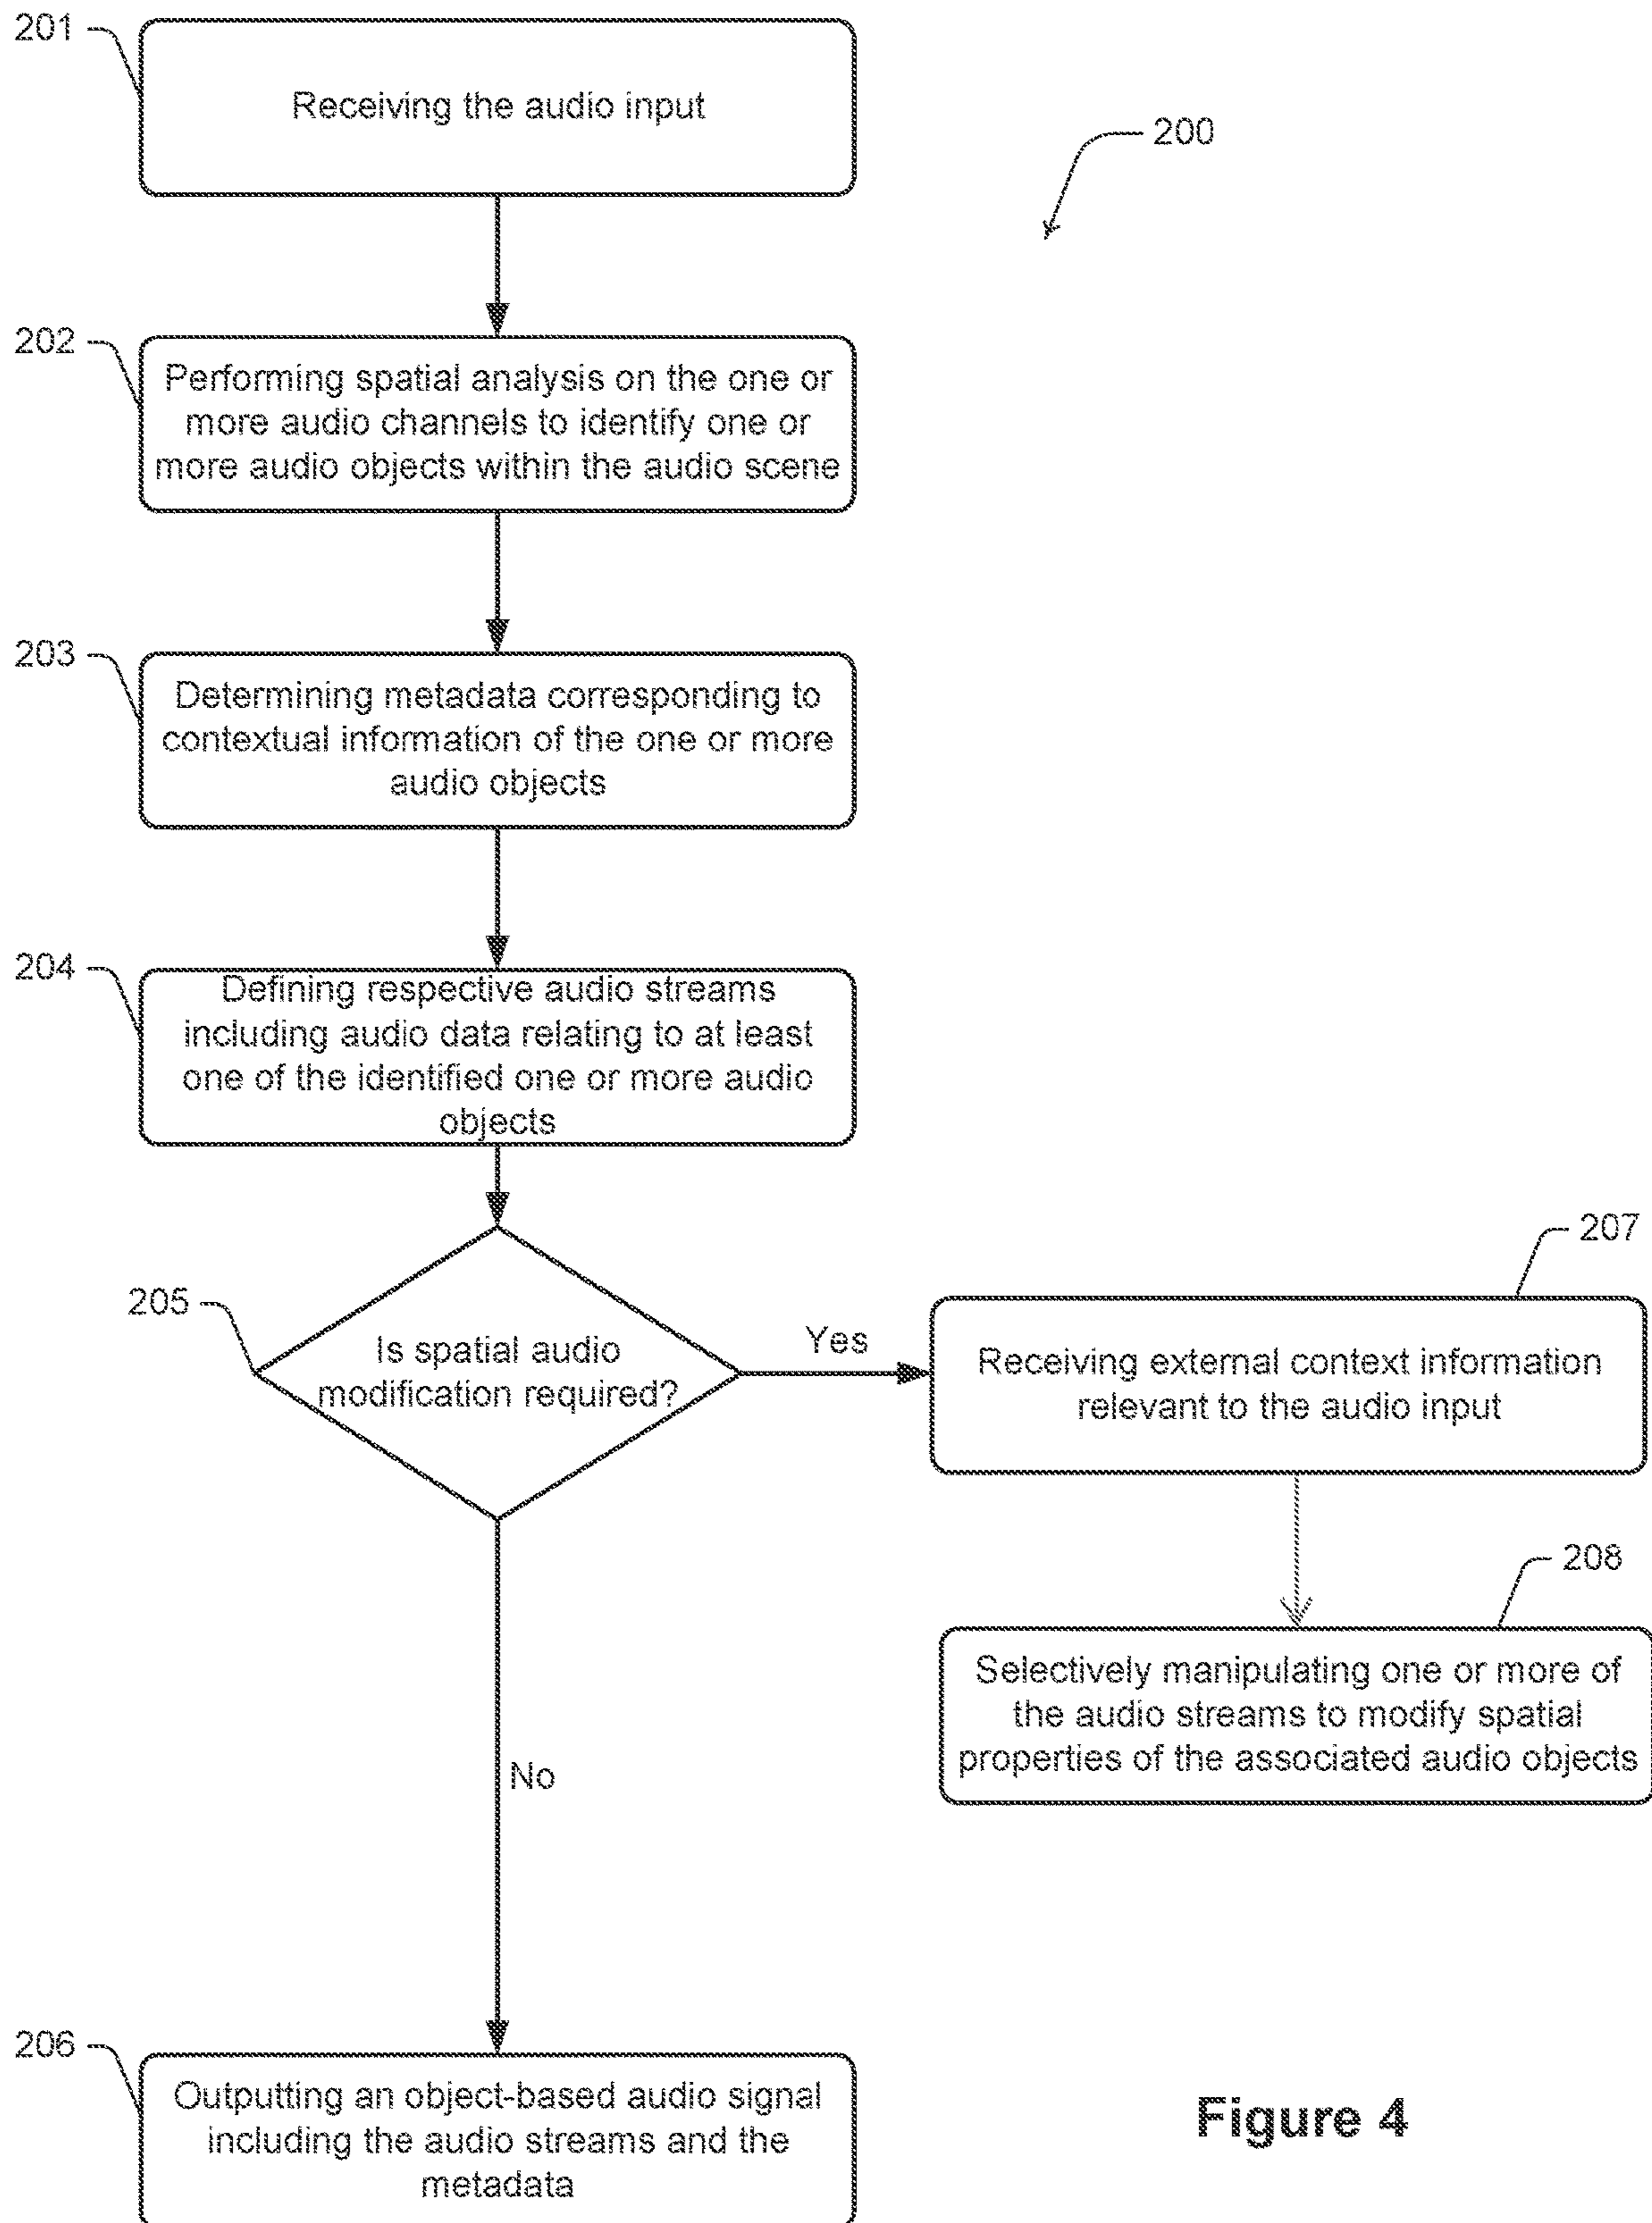 201
Receiving the audio input
200
202
Performing spatial analysis on the one or
more audio channels to identify one or
more audio objects within the audio scene
203
Determining metadata corresponding to
contextual information of the one or more
audio objects
204
Defining respective audio streams
including audio data relating to at least
one of the identified one or more audio
objects
205
Is spatial audio
modification required?
Yes
207
Receiving external context information
relevant to the audio input
208
Selectively manipulating one or more of
the audio streams to modify spatial
properties of the associated audio objects
No
206
Outputting an object-based audio signal
including the audio streams and the
metadata
Figure 4